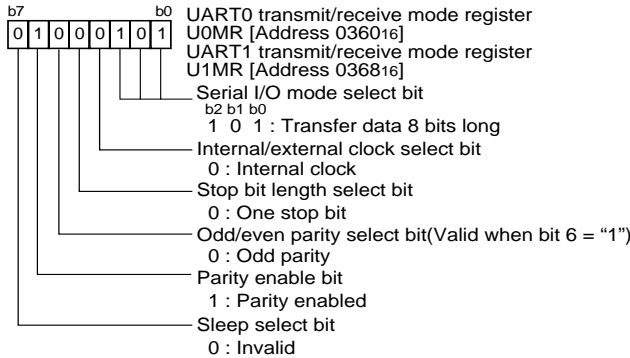 b7 b0
UART0 transmit/receive mode register
0 1 0 0 0 1 0 1
U0MR [Address 036016]
UART1 transmit/receive mode register
U1MR [Address 036816]
Serial I/O mode select bit
b2 b1 b0
1 0 1 : Transfer data 8 bits long
Internal/external clock select bit
0 : Internal clock
Stop bit length select bit
0 : One stop bit
Odd/even parity select bit(Valid when bit 6 = “1”)
0 : Odd parity
Parity enable bit
1 : Parity enabled
Sleep select bit
0 : Invalid